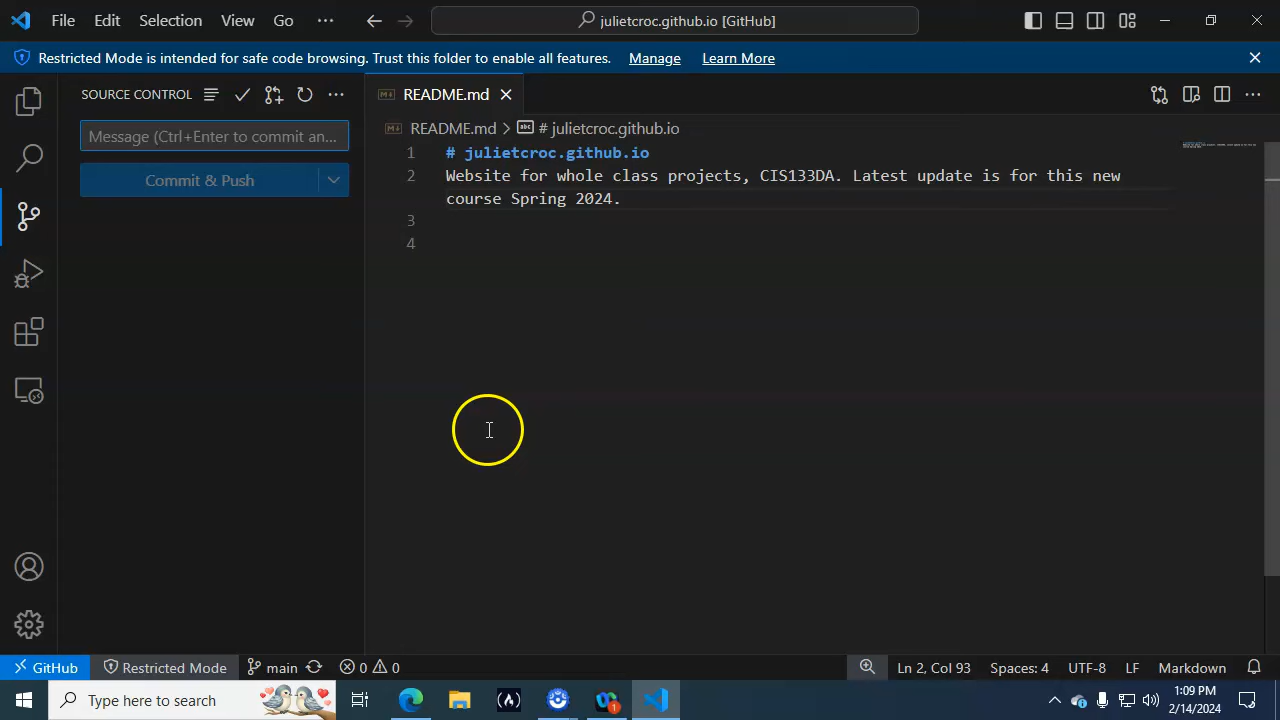 File Edit Selection View Go ··· julietcroc.github.io [GitHub]
Restricted Mode is intended for safe code browsing. Trust this folder to enable all features. Manage Learn More
SOURCE CONTROL
README.md
Message (Ctrl+Enter to commit an...
Commit & Push
README.md > # julietcroc.github.io
1 # julietcroc.github.io
2 Website for whole class projects, CIS133DA. Latest update is for this new
course Spring 2024.
3
4
GitHub Restricted Mode main 0 0 Ln 2, Col 93 Spaces: 4 UTF-8 LF Markdown
Type here to search 1 1:09 PM
2/14/2024